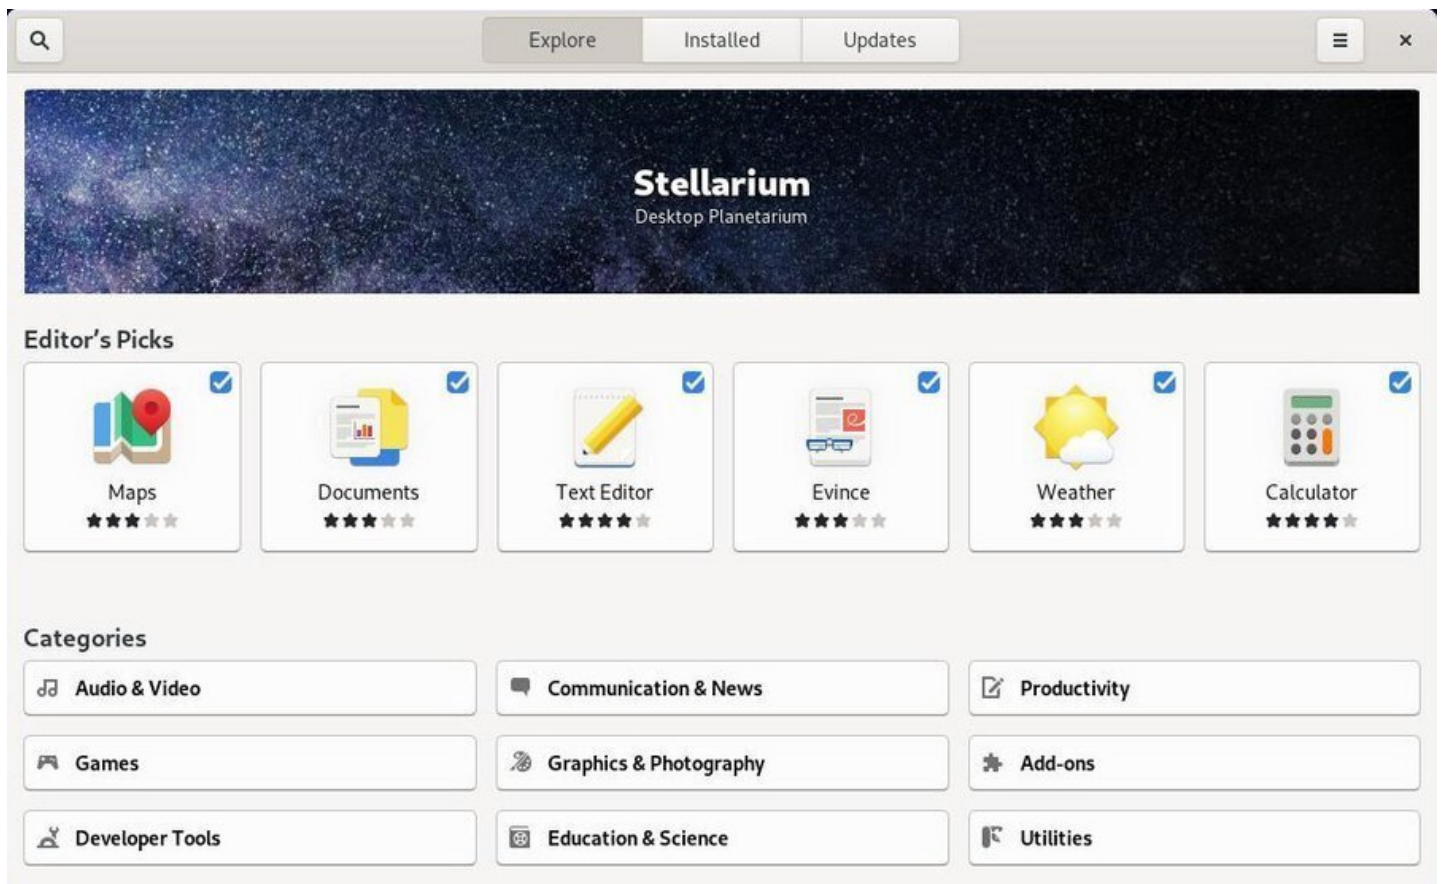 Explore Installed Updates
Stellarium
Desktop Planetarium
Editor’s Picks
Maps Documents Text Editor Evince Weather Calculator
Categories
Audio & Video Communication & News Productivity
Games Graphics & Photography Add-ons
Developer Tools Education & Science Utilities